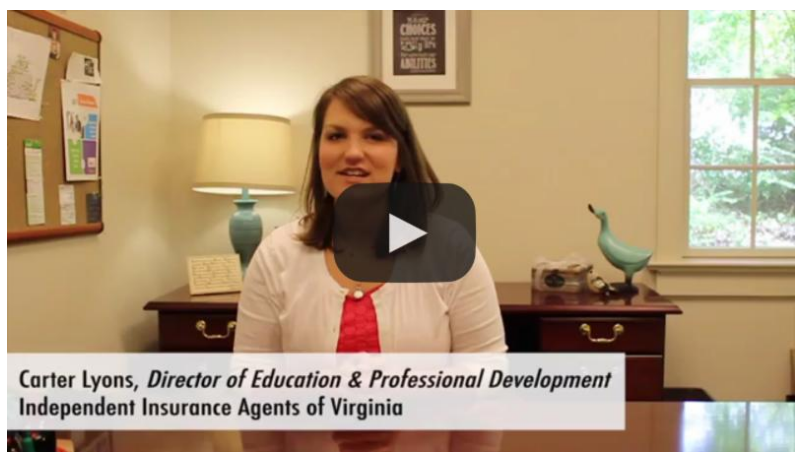 CHOICES
ABILITIES
Carter Lyons, Director of Education & Professional Development
Independent Insurance Agents of Virginia